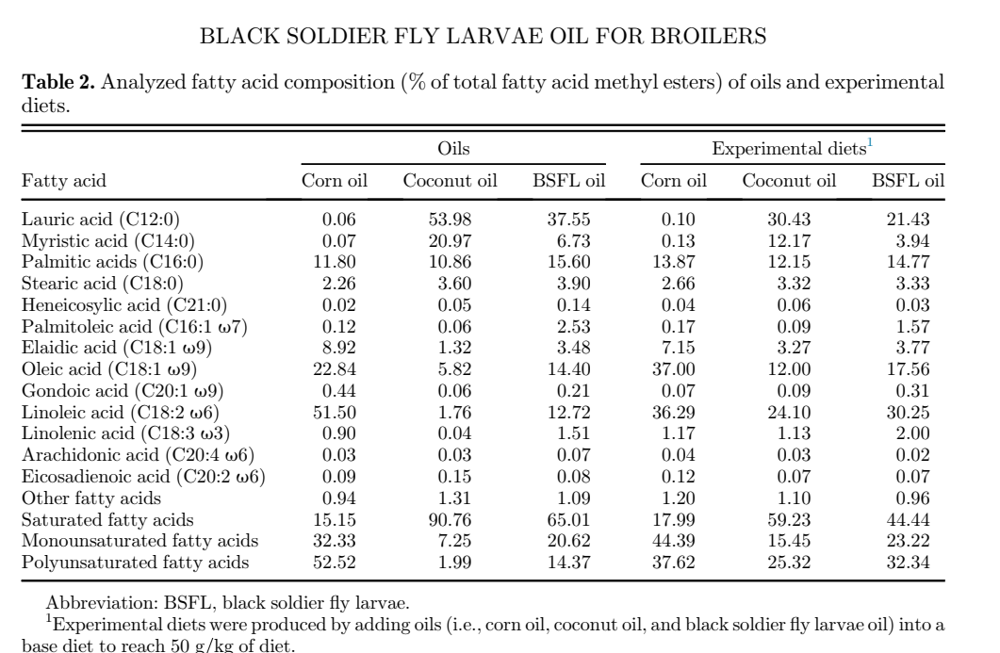 BLACK SOLDIER FLY LARVAE OIL FOR BROILERS
Table 2. Analyzed fatty acid composition (% of total fatty acid methyl esters) of oils and experimental
diets.
Oils Experimental diets1
Fatty acid Corn oil Coconut oil BSFL oil Corn oil Coconut oil BSFL oil
Lauric acid (C12:0) 0.06 53.98 37.55 0.10 30.43 21.43
Myristic acid (C14:0) 0.07 20.97 6.73 0.13 12.17 3.94
Palmitic acids (C16:0) 11.80 10.86 15.60 13.87 12.15 14.77
Stearic acid (C18:0) 2.26 3.60 3.90 2.66 3.32 3.33
Heneicosylic acid (C21:0) 0.02 0.05 0.14 0.04 0.06 0.03
Palmitoleic acid (C16:1 ω7) 0.12 0.06 2.53 0.17 0.09 1.57
Elaidic acid (C18:1 ω9) 8.92 1.32 3.48 7.15 3.27 3.77
Oleic acid (C18:1 ω9) 22.84 5.82 14.40 37.00 12.00 17.56
Gondoic acid (C20:1 ω9) 0.44 0.06 0.21 0.07 0.09 0.31
Linoleic acid (C18:2 ω6) 51.50 1.76 12.72 36.29 24.10 30.25
Linolenic acid (C18:3 ω3) 0.90 0.04 1.51 1.17 1.13 2.00
Arachidonic acid (C20:4 ω6) 0.03 0.03 0.07 0.04 0.03 0.02
Eicosadienoic acid (C20:2 ω6) 0.09 0.15 0.08 0.12 0.07 0.07
Other fatty acids 0.94 1.31 1.09 1.20 1.10 0.96
Saturated fatty acids 15.15 90.76 65.01 17.99 59.23 44.44
Monounsaturated fatty acids 32.33 7.25 20.62 44.39 15.45 23.22
Polyunsaturated fatty acids 52.52 1.99 14.37 37.62 25.32 32.34
Abbreviation: BSFL, black soldier fly larvae.
1Experimental diets were produced by adding oils (i.e., corn oil, coconut oil, and black soldier fly larvae oil) into a
base diet to reach 50 g/kg of diet.